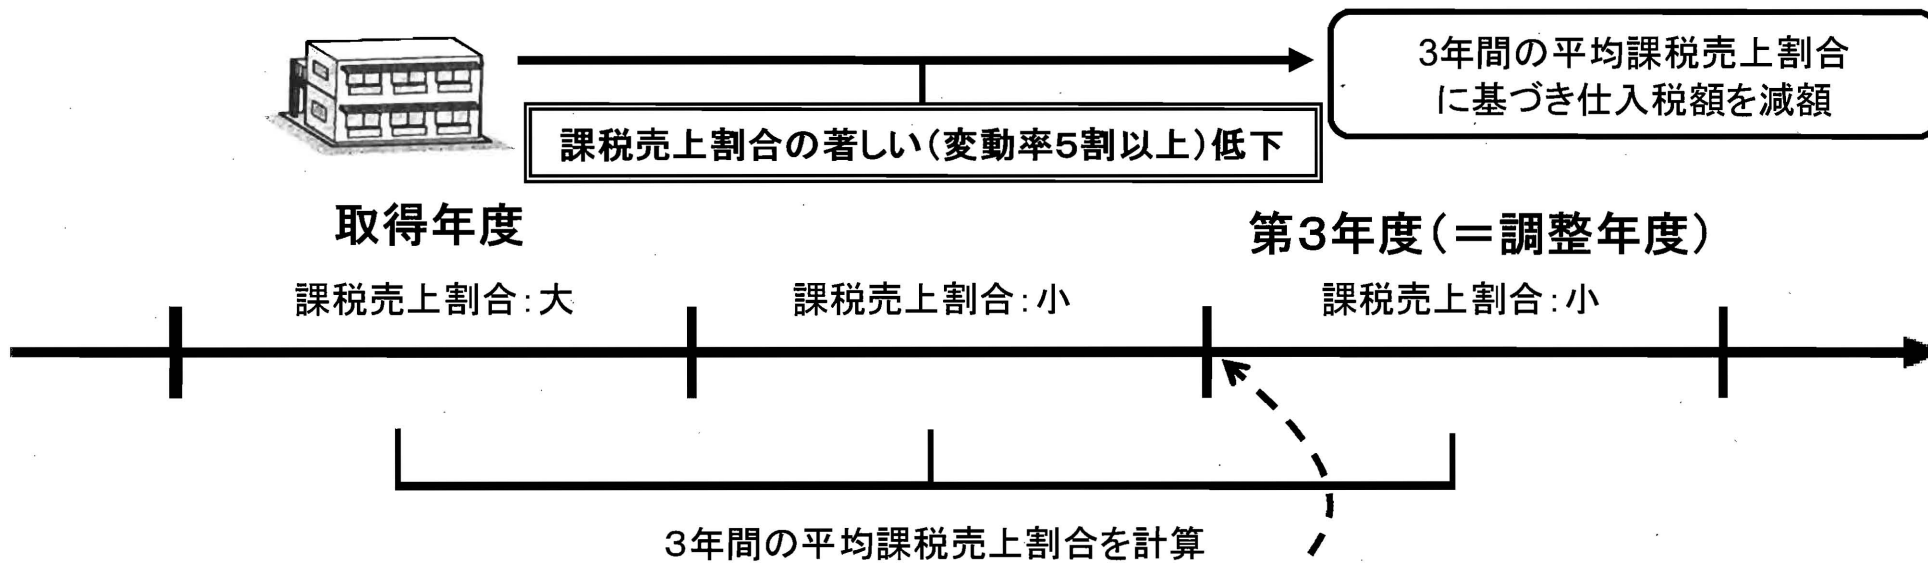 3年間の平均課税売上割合
に基づき仕入税額を減額
課税売上割合の著しい(変動率5割以上)低下
取得年度
第3年度(=調整年度)
課税売上割合:大
課税売上割合:小
課税売上割合:小
3年間の平均課税売上割合を計算